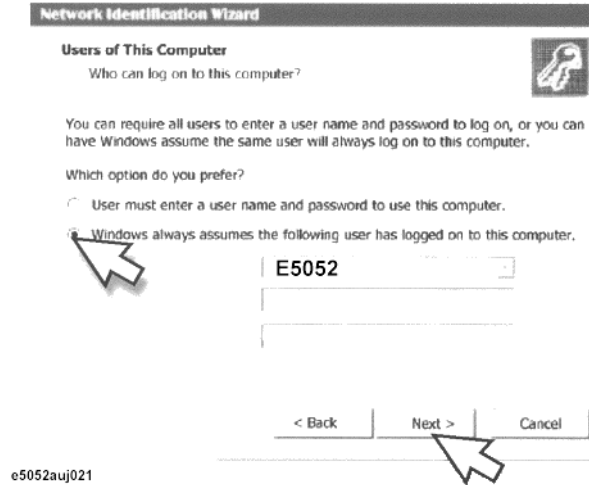 Network Identification Wizard
Users of This Computer
Who can log on to this computer?
You can require all users to enter a user name and password to log on, or you can
have Windows assume the same user will always log on to this computer.
Which option do you prefer?
User must enter a user name and password to use this computer.
Windows always assumes the following user has logged on to this computer.
E5052
< Back Next > Cancel
e5052auj021